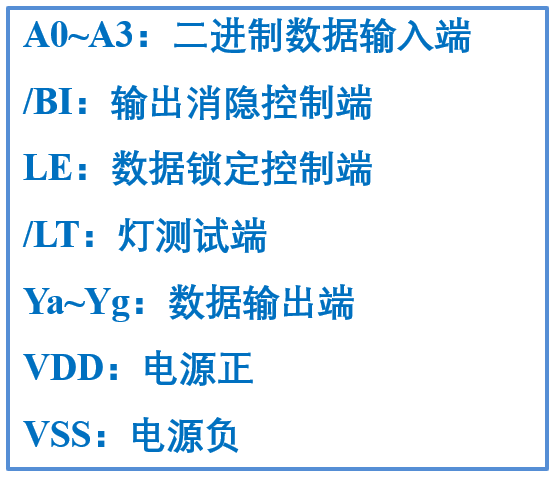 A0~A3：二进制数据输入端
/BI：输出消隐控制端
LE：数据锁定控制端
/LT：灯测试端
Ya~Yg：数据输出端
VDD：电源正
VSS：电源负